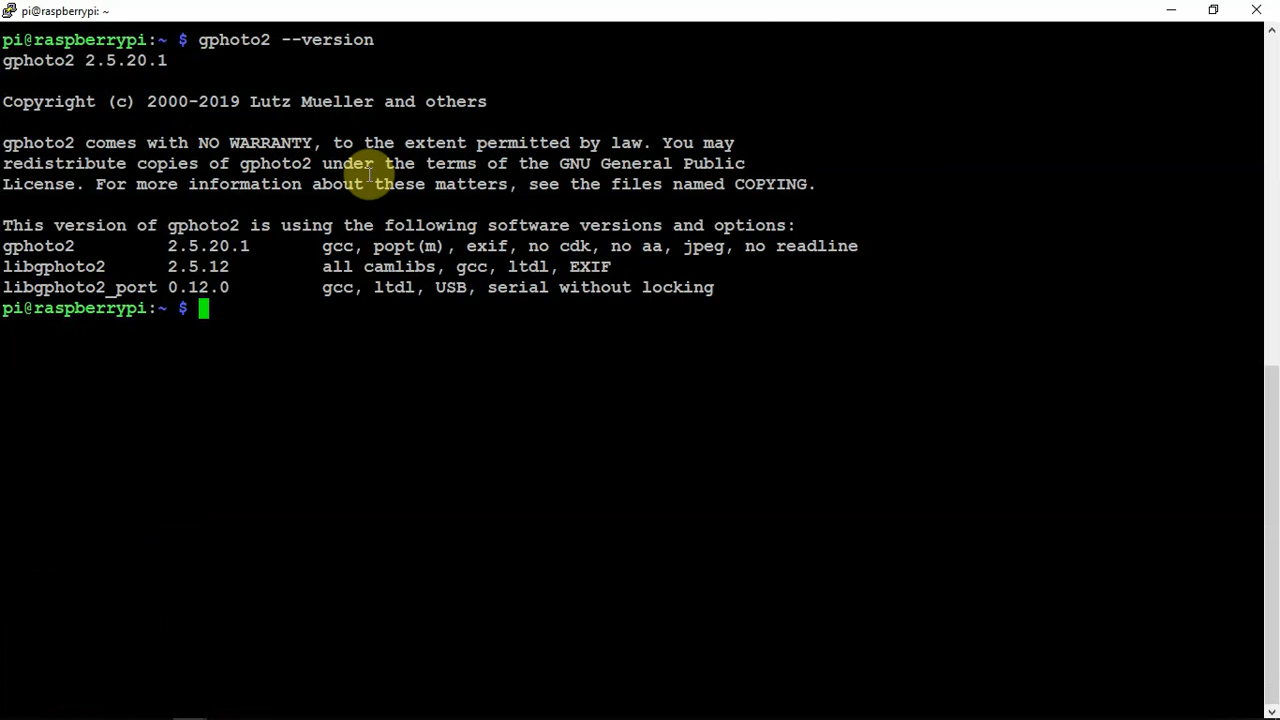 pi@raspberrypi: ~
pi@raspberrypi:~ $ gphoto2 --version
gphoto2 2.5.20.1
Copyright (c) 2000-2019 Lutz Mueller and others
gphoto2 comes with NO WARRANTY, to the extent permitted by law. You may
redistribute copies of gphoto2 under the terms of the GNU General Public
License. For more information about these matters, see the files named COPYING.
This version of gphoto2 is using the following software versions and options:
gphoto2         2.5.20.1       gcc, popt(m), exif, no cdk, no aa, jpeg, no readline
libgphoto2      2.5.12         all camlibs, gcc, ltdl, EXIF
libgphoto2_port 0.12.0         gcc, ltdl, USB, serial without locking
pi@raspberrypi:~ $